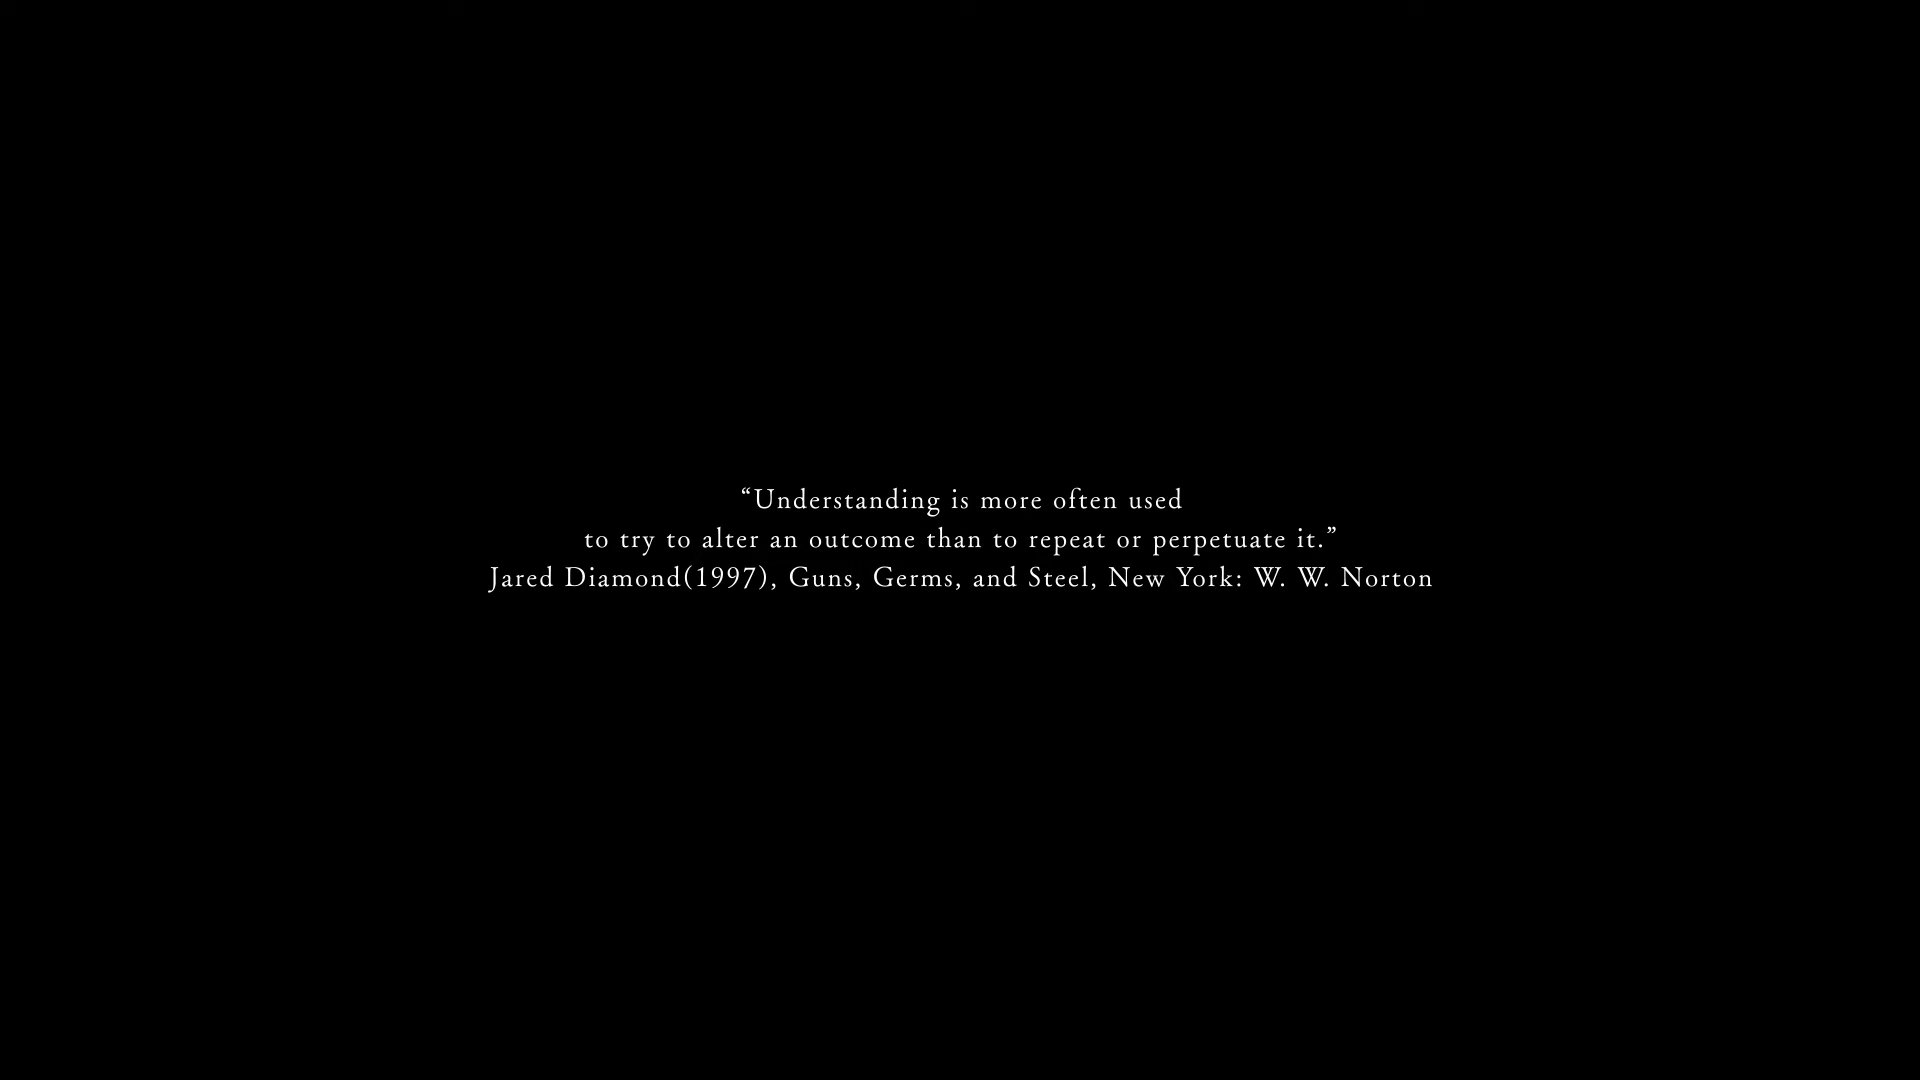 “Understanding is more often used
to try to alter an outcome than to repeat or perpetuate it.”
Jared Diamond(1997), Guns, Germs, and Steel, New York: W. W. Norton